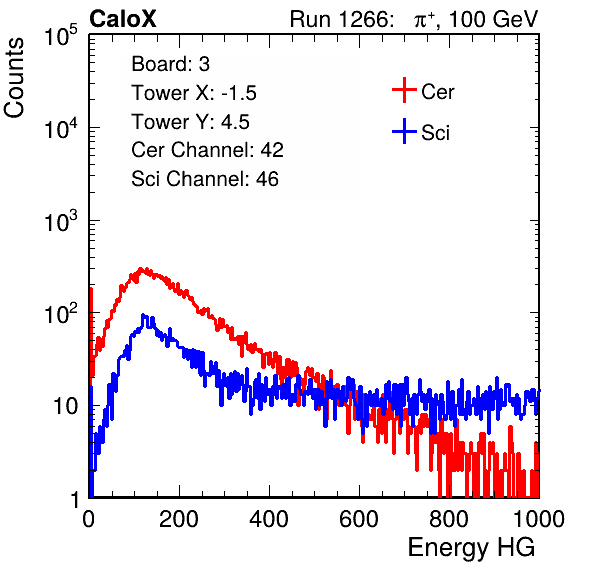 CaloX Run 1266: π⁺, 100 GeV
Board: 3
Tower X: -1.5
Tower Y: 4.5
Cer Channel: 42
Sci Channel: 46
Cer
Sci
Counts
10⁵
10⁴
10³
10²
10
1
0 200 400 600 800 1000
Energy HG